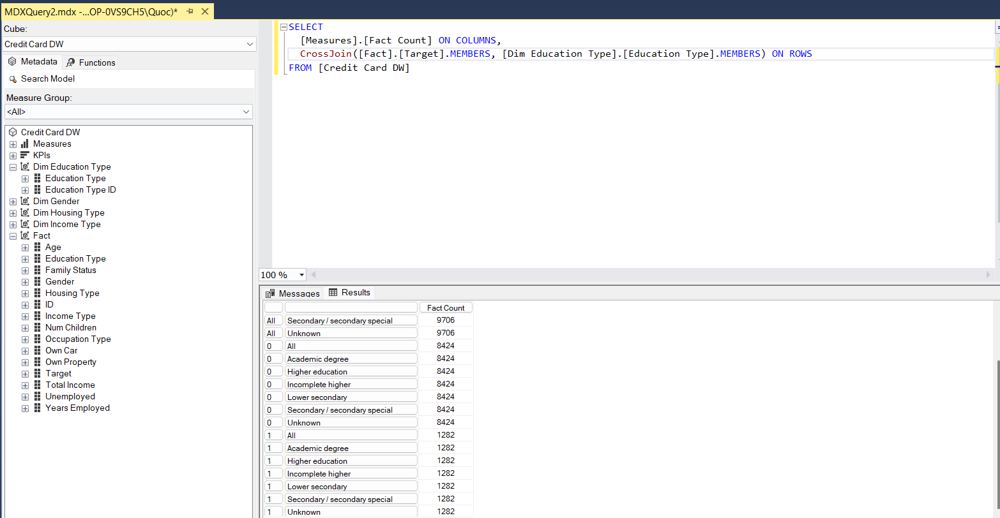 MDXQuery2.mdx -...OP-0VS9CH5\Quoc)*
Cube:
Credit Card DW
Metadata
Functions
Search Model
Measure Group:
<All>
Credit Card DW
Measures
KPIs
Dim Education Type
Education Type
Education Type ID
Dim Gender
Dim Housing Type
Dim Income Type
Fact
Age
Education Type
Family Status
Gender
Housing Type
ID
Income Type
Num Children
Occupation Type
Own Car
Own Property
Target
Total Income
Unemployed
Years Employed
SELECT
[Measures].[Fact Count] ON COLUMNS,
CrossJoin([Fact].[Target].MEMBERS, [Dim Education Type].[Education Type].MEMBERS) ON ROWS
FROM [Credit Card DW]
100 %
Messages
Results
Fact Count
All Secondary / secondary special 9706
All Unknown 9706
0 All 8424
0 Academic degree 8424
0 Higher education 8424
0 Incomplete higher 8424
0 Lower secondary 8424
0 Secondary / secondary special 8424
0 Unknown 8424
1 All 1282
1 Academic degree 1282
1 Higher education 1282
1 Incomplete higher 1282
1 Lower secondary 1282
1 Secondary / secondary special 1282
1 Unknown 1282